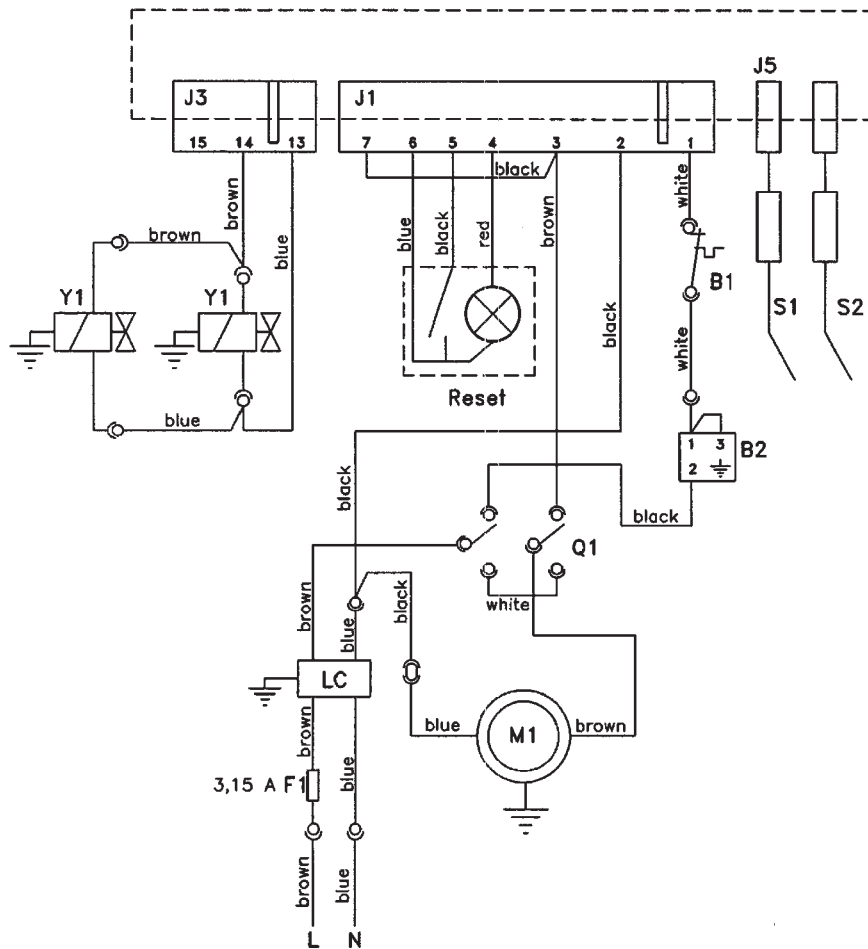 J3
J1
J5
15 14 13
7 6 5 4 3 2 1
black
white
brown
brown
blue
blue
black
red
brown
black
B1
S1
S2
Y1
Y1
white
Reset
blue
1 3
2
B2
black
black
Q1
brown
blue
black
white
LC
blue
M1
brown
brown
blue
3,15 A F1
brown
blue
L N